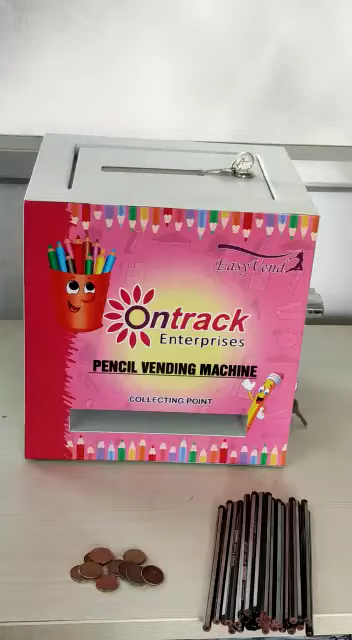 EasyVend
Ontrack
Enterprises
PENCIL VENDING MACHINE
COLLECTING POINT